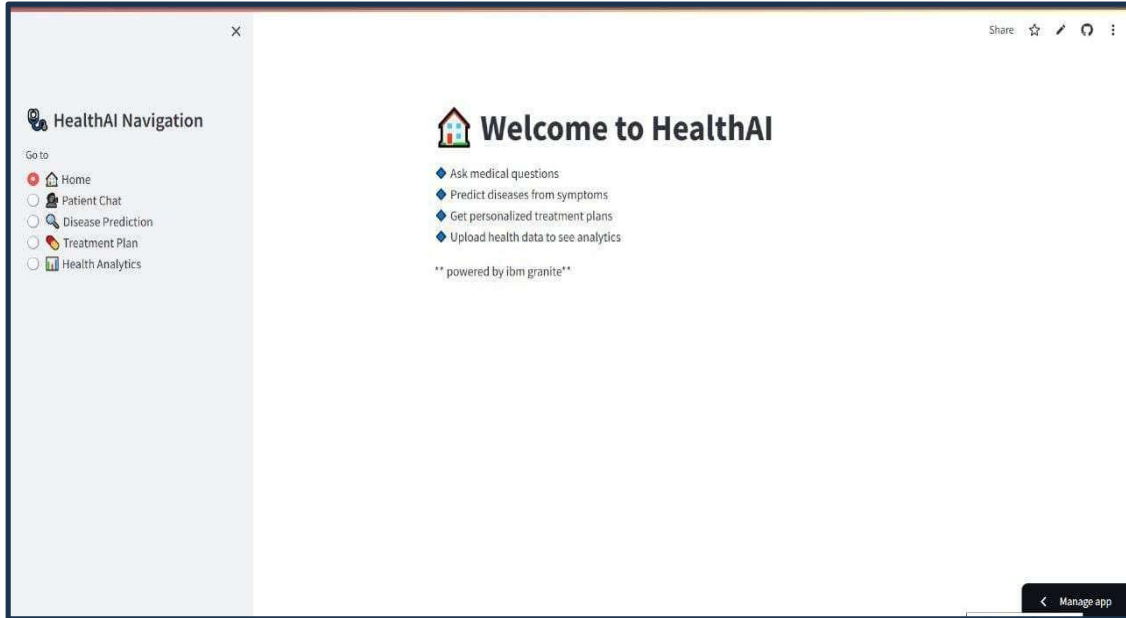 Share
HealthAI Navigation
Go to
Home
Patient Chat
Disease Prediction
Treatment Plan
Health Analytics
Welcome to HealthAI
Ask medical questions
Predict diseases from symptoms
Get personalized treatment plans
Upload health data to see analytics
** powered by ibm granite**
Manage app